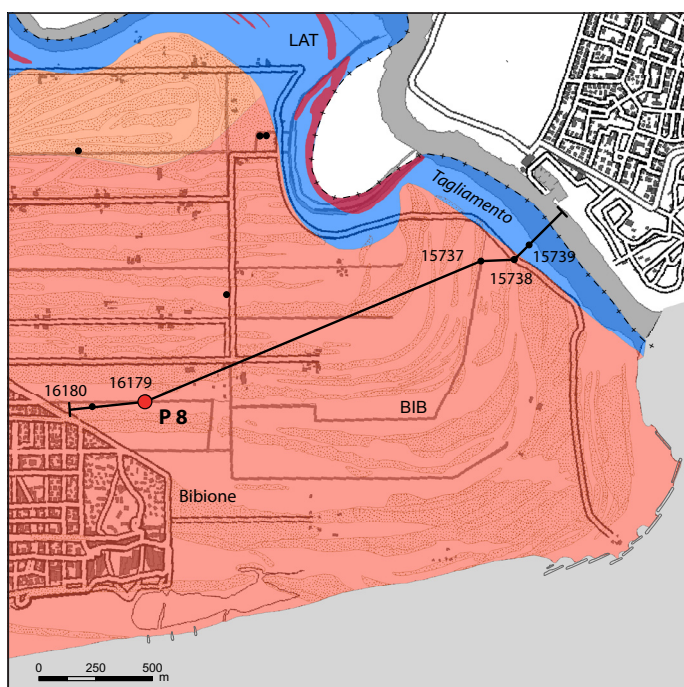 LAT
Tagliamento
15737
15739
15738
16180
16179
P 8
BIB
Bibione
0 250 500 m